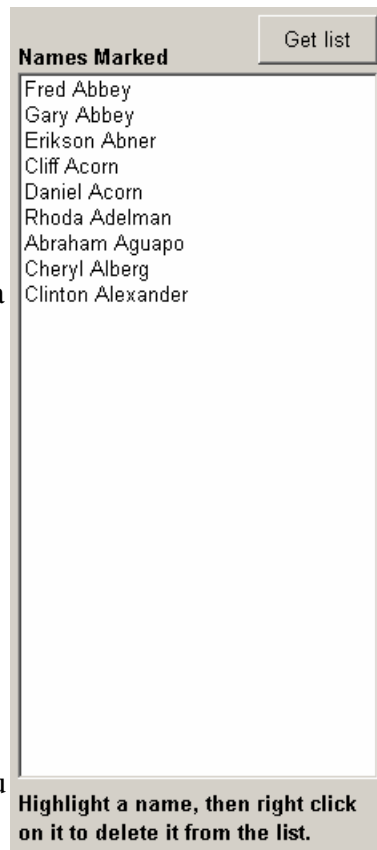 Get list
Names Marked
Fred Abbey
Gary Abbey
Erikson Abner
Cliff Acorn
Daniel Acorn
Rhoda Adelman
Abraham Aguapo
Cheryl Alberg
Clinton Alexander
Highlight a name, then right click
on it to delete it from the list.